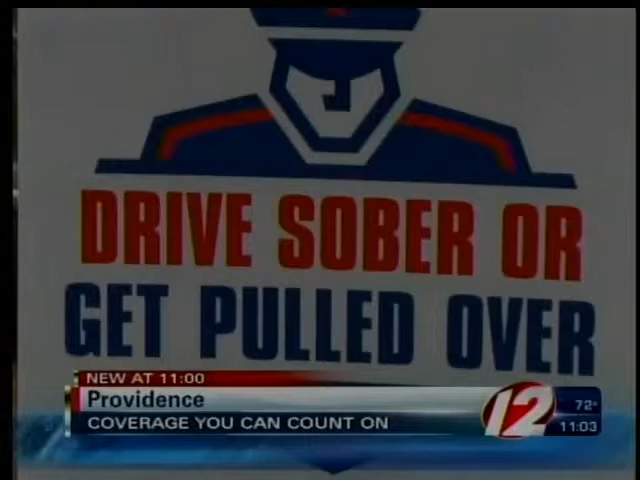 DRIVE SOBER OR
GET PULLED OVER
NEW AT 11:00
Providence
COVERAGE YOU CAN COUNT ON
12
72°
11:03